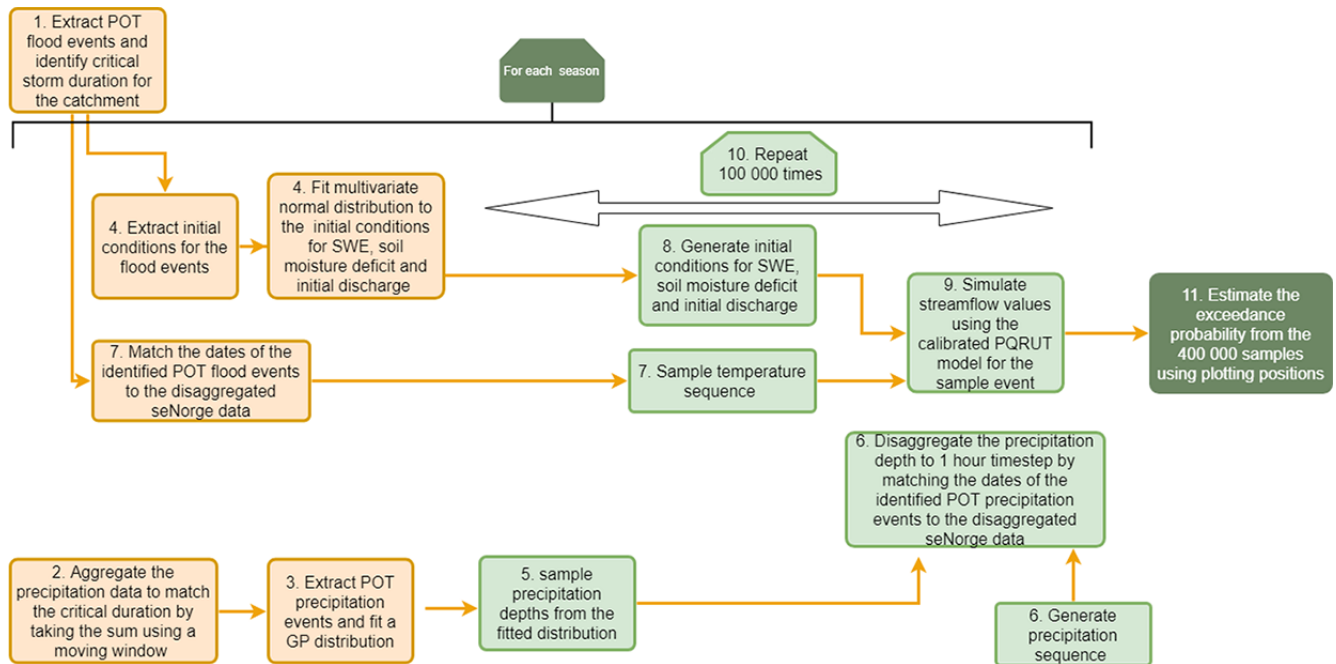 1. Extract POT
flood events and
identify critical
storm duration for
the catchment
For each season
10. Repeat
100 000 times
4. Extract initial
conditions for the
flood events
4. Fit multivariate
normal distribution to
the initial conditions
for SWE, soil
moisture deficit and
initial discharge
8. Generate initial
conditions for SWE,
soil moisture deficit
and initial discharge
9. Simulate
streamflow values
using the
calibrated PQRUT
model for the
sample event
11. Estimate the
exceedance
probability from the
400 000 samples
using plotting positions
7. Match the dates of the
identified POT flood events
to the disaggregated
seNorge data
7. Sample temperature
sequence
6. Disaggregate the precipitation
depth to 1 hour timestep by
matching the dates of the
identified POT precipitation
events to the disaggregated
seNorge data
2. Aggregate the
precipitation data to match
the critical duration by
taking the sum using a
moving window
3. Extract POT
precipitation
events and fit a
GP distribution
5. sample
precipitation
depths from the
fitted distribution
6. Generate
precipitation
sequence